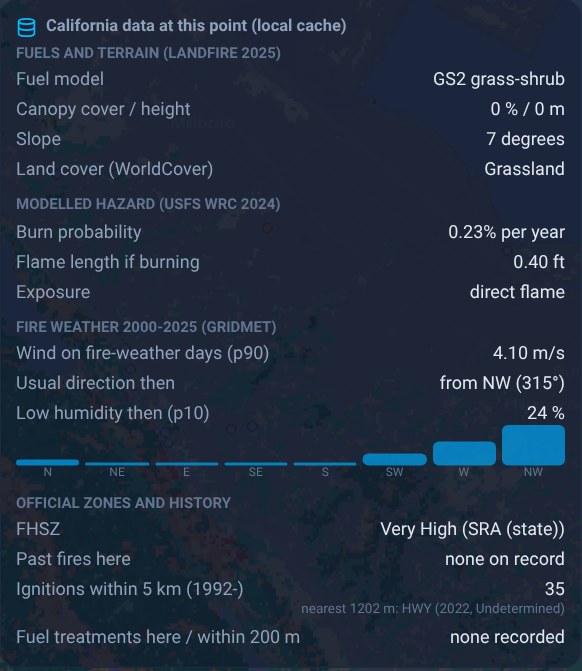 California data at this point (local cache)
FUELS AND TERRAIN (LANDFIRE 2025)
Fuel model GS2 grass-shrub
Canopy cover / height 0 % / 0 m
Slope 7 degrees
Land cover (WorldCover) Grassland
MODELLED HAZARD (USFS WRC 2024)
Burn probability 0.23% per year
Flame length if burning 0.40 ft
Exposure direct flame
FIRE WEATHER 2000-2025 (GRIDMET)
Wind on fire-weather days (p90) 4.10 m/s
Usual direction then from NW (315°)
Low humidity then (p10) 24 %
N NE E SE S SW W NW
OFFICIAL ZONES AND HISTORY
FHSZ Very High (SRA (state))
Past fires here none on record
Ignitions within 5 km (1992-) 35
nearest 1202 m: HWY (2022, Undetermined)
Fuel treatments here / within 200 m none recorded